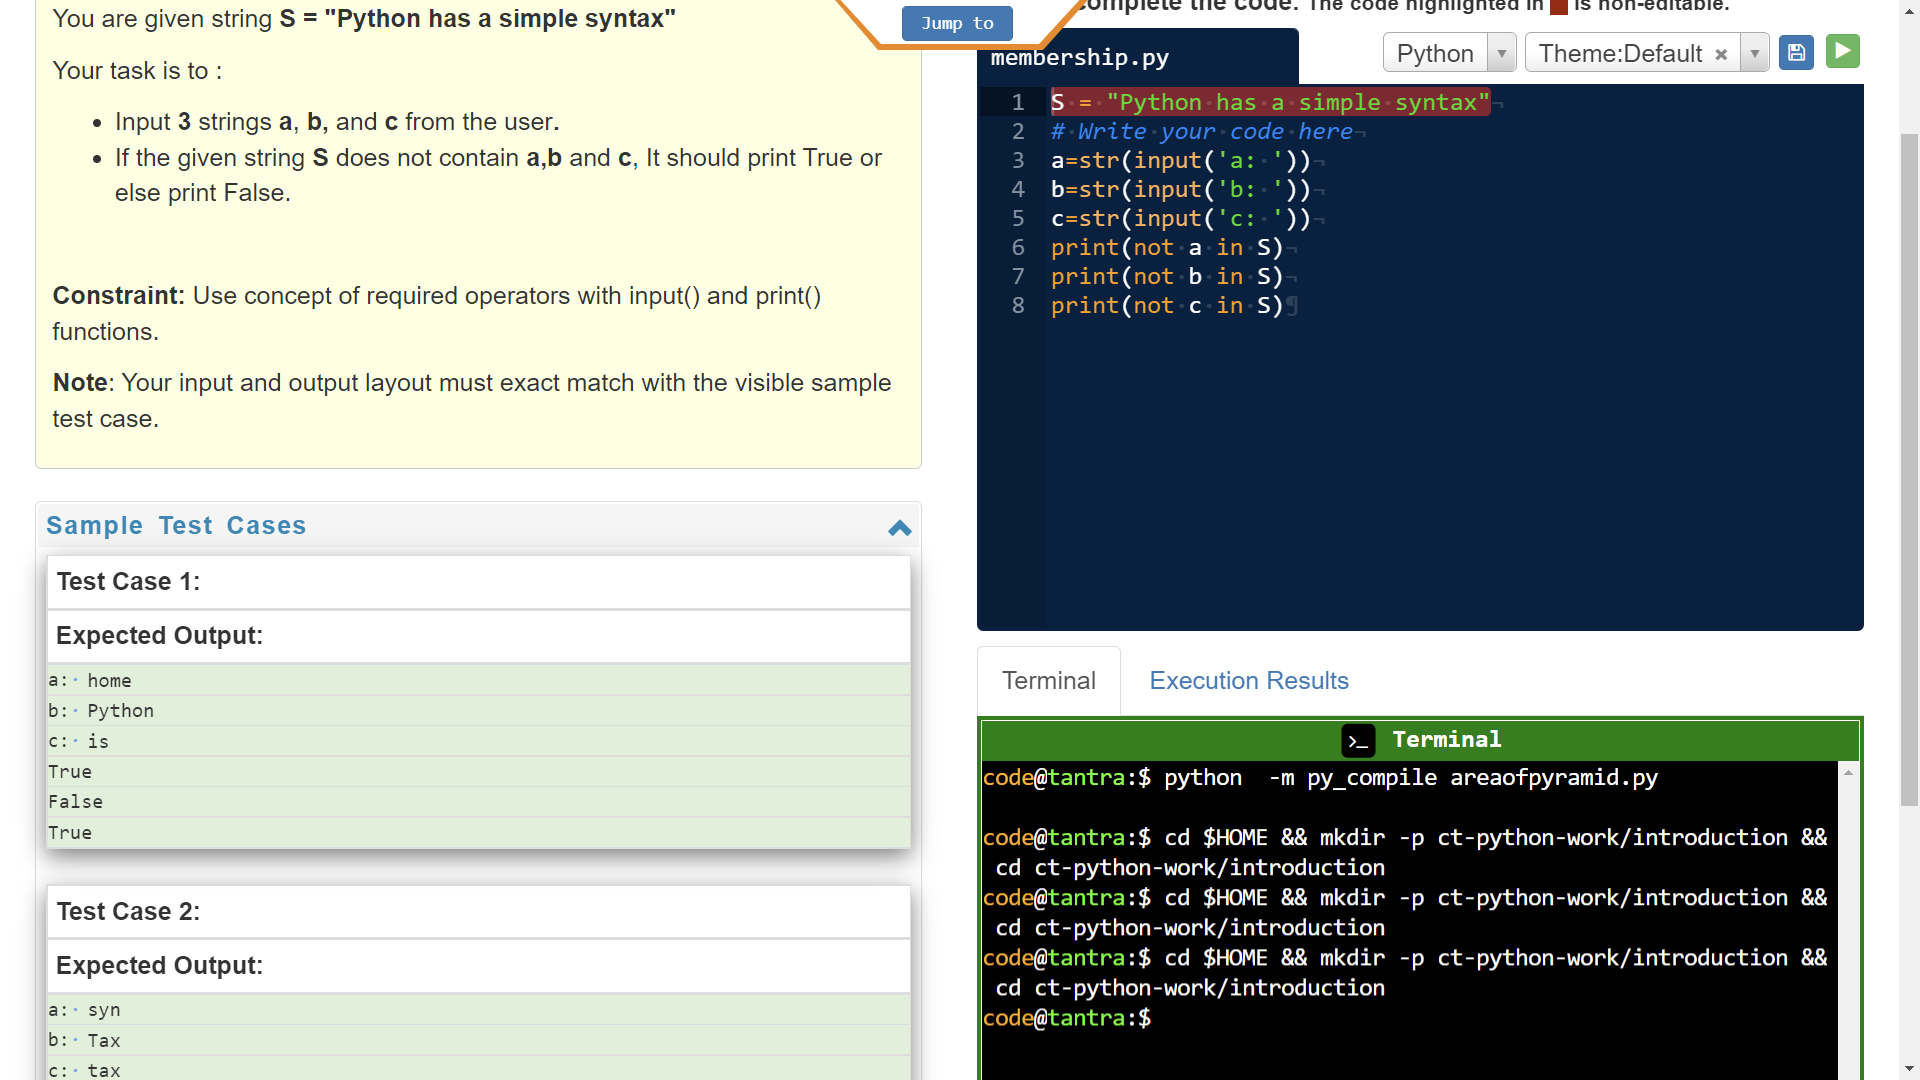 You are given string S = "Python has a simple syntax"
Your task is to :
Input 3 strings a, b, and c from the user.
If the given string S does not contain a,b and c, It should print True or
else print False.
Constraint: Use concept of required operators with input() and print()
functions.
Note: Your input and output layout must exact match with the visible sample
test case.
Sample Test Cases
Test Case 1:
Expected Output:
a: home
b: Python
c: is
True
False
True
Test Case 2:
Expected Output:
a: syn
b: Tax
c: tax
Jump to
complete the code. The code highlighted in is non-editable.
membership.py
Python
Theme:Default ×
1 S = "Python has a simple syntax"
2 # Write your code here
3 a=str(input('a: '))
4 b=str(input('b: '))
5 c=str(input('c: '))
6 print(not a in S)
7 print(not b in S)
8 print(not c in S)
Terminal
Execution Results
>_ Terminal
code@tantra:$ python  -m py_compile areaofpyramid.py
code@tantra:$ cd $HOME && mkdir -p ct-python-work/introduction &&
cd ct-python-work/introduction
code@tantra:$ cd $HOME && mkdir -p ct-python-work/introduction &&
cd ct-python-work/introduction
code@tantra:$ cd $HOME && mkdir -p ct-python-work/introduction &&
cd ct-python-work/introduction
code@tantra:$